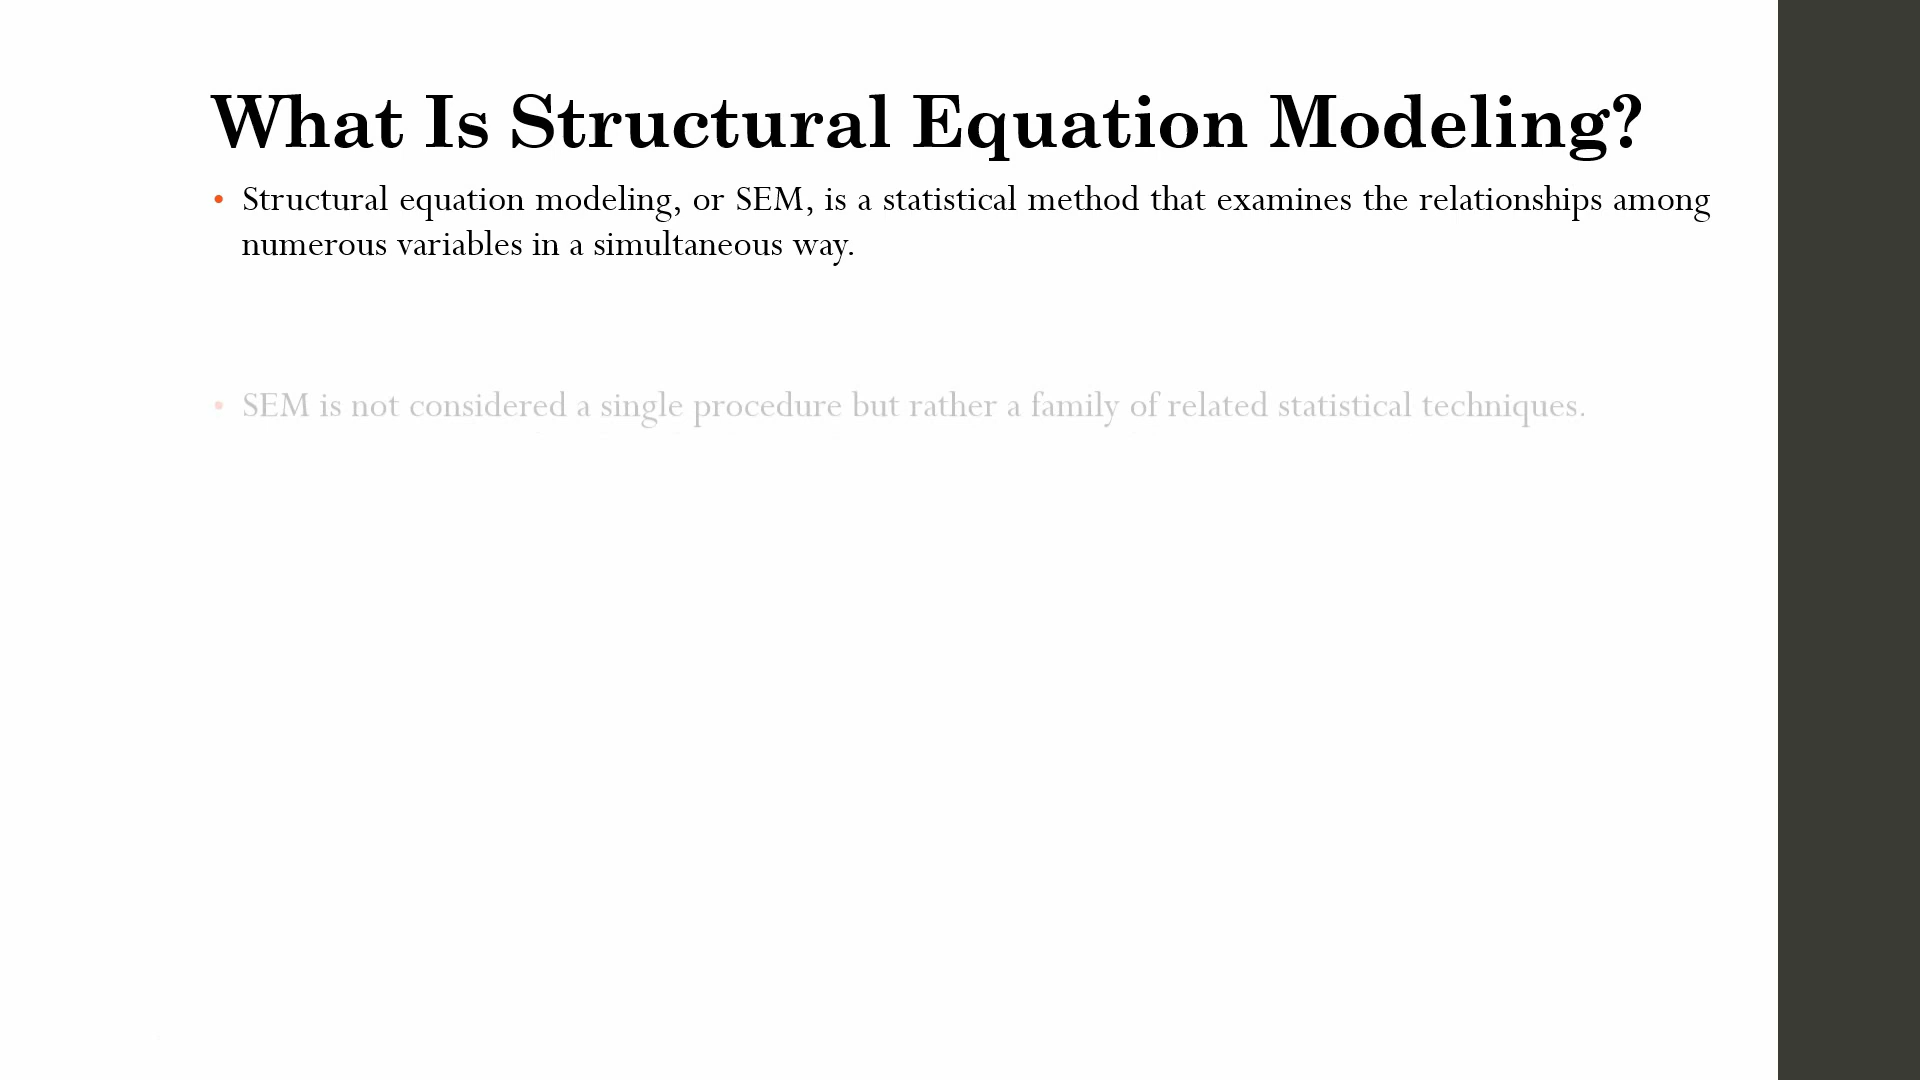 What Is Structural Equation Modeling?
• Structural equation modeling, or SEM, is a statistical method that examines the relationships among
numerous variables in a simultaneous way.
• SEM is not considered a single procedure but rather a family of related statistical techniques.